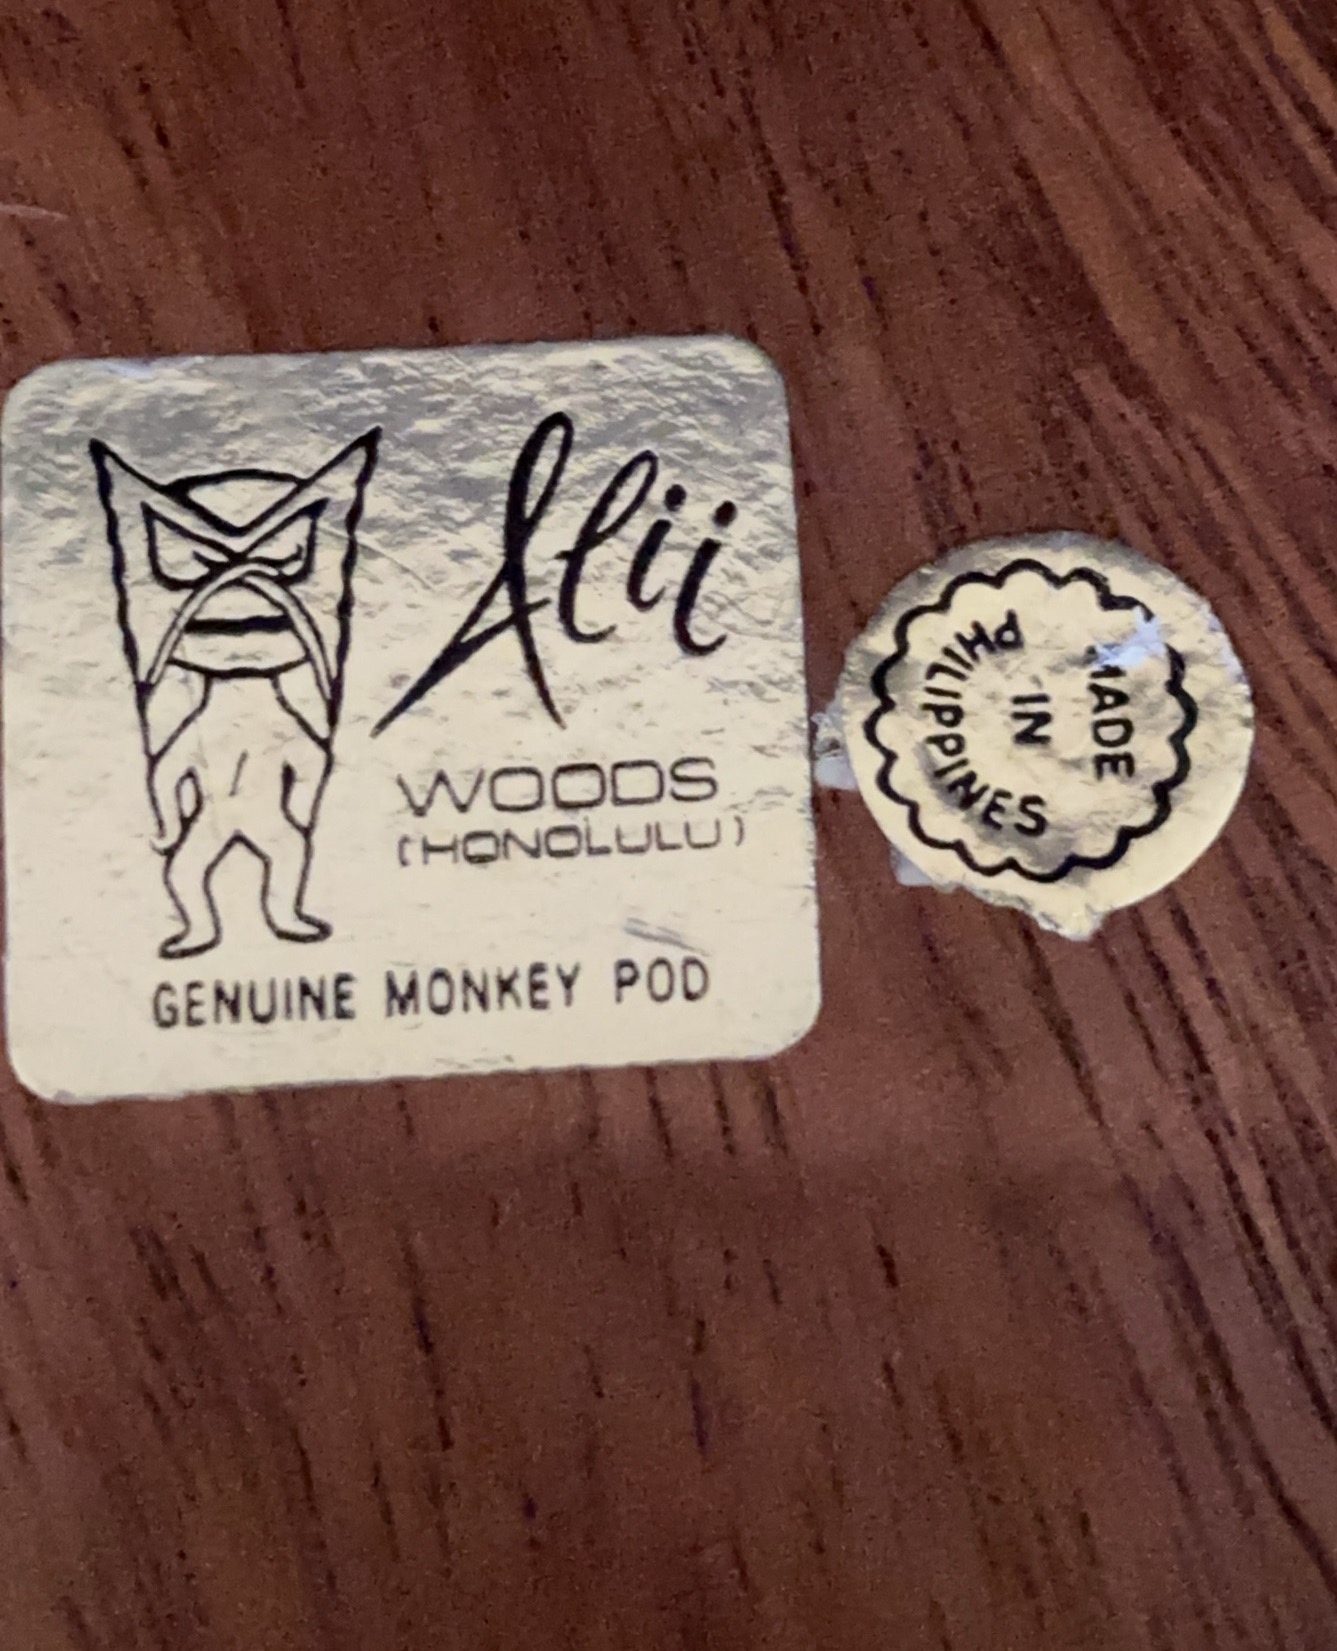 Alii
WOODS
(HONOLULU)
GENUINE MONKEY POD
MADE
IN
PHILIPPINES